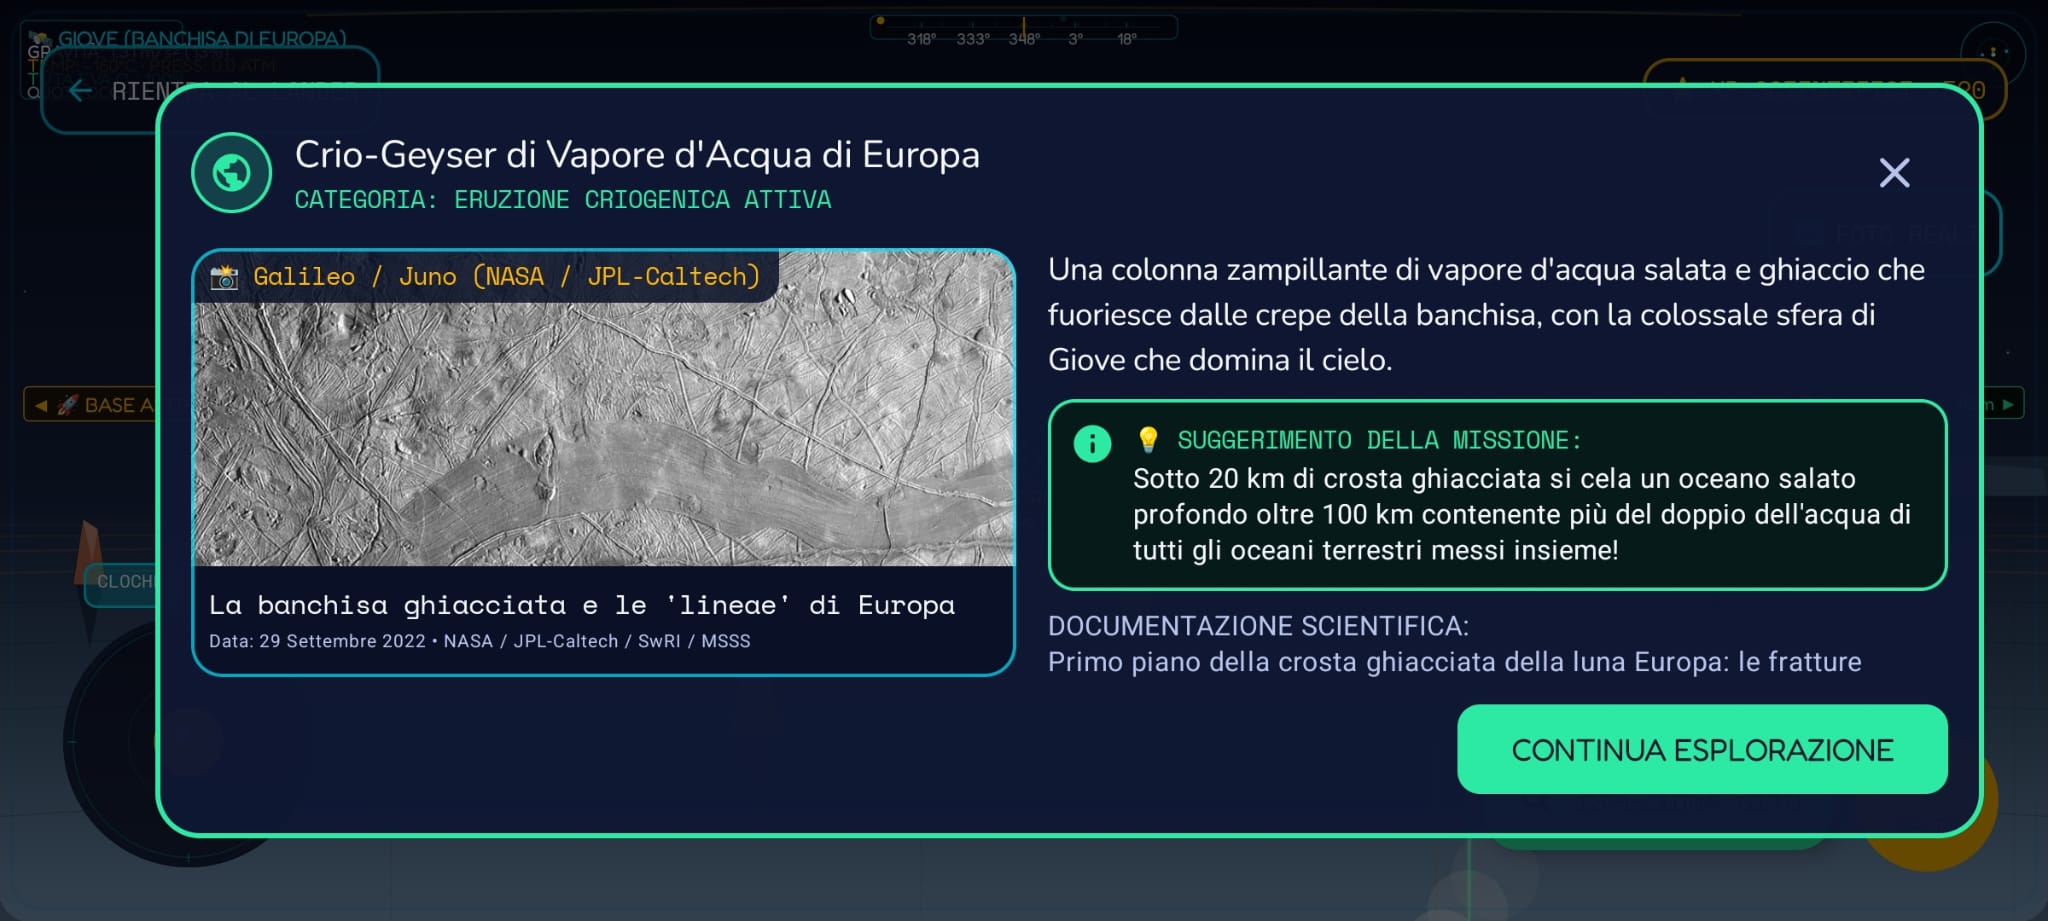 GIOVE (BANCHISA DI EUROPA)
318° 333° 348° 3° 18°
Crio-Geyser di Vapore d'Acqua di Europa
CATEGORIA: ERUZIONE CRIOGENICA ATTIVA
Galileo / Juno (NASA / JPL-Caltech)
La banchisa ghiacciata e le 'lineae' di Europa
Data: 29 Settembre 2022 • NASA / JPL-Caltech / SwRI / MSSS
Una colonna zampillante di vapore d'acqua salata e ghiaccio che
fuoriesce dalle crepe della banchisa, con la colossale sfera di
Giove che domina il cielo.
SUGGERIMENTO DELLA MISSIONE:
Sotto 20 km di crosta ghiacciata si cela un oceano salato
profondo oltre 100 km contenente più del doppio dell'acqua di
tutti gli oceani terrestri messi insieme!
DOCUMENTAZIONE SCIENTIFICA:
Primo piano della crosta ghiacciata della luna Europa: le fratture
CONTINUA ESPLORAZIONE
BASE